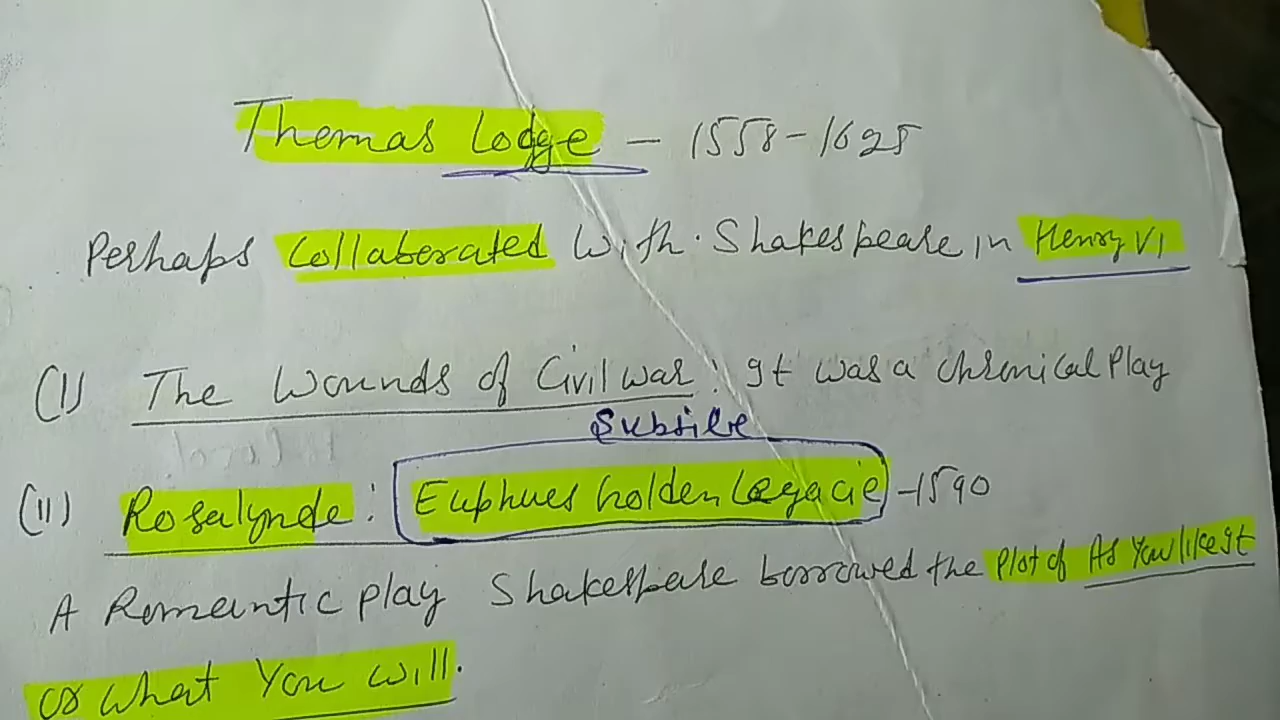 Thomas Lodge - 1558-1625
Perhaps Collaborated with Shakespeare in Henry VI
(I) The Wounds of Civil war: It was a chronical Play
Subtitle
(II) Rosalynde: Euphues Golden Legacie - 1590
A Romantic play Shakespeare borrowed the Plot of As You like It
or What You will.